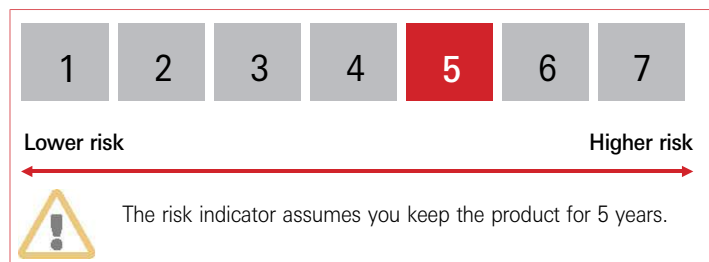 1 2 3 4 5 6 7
Lower risk Higher risk
The risk indicator assumes you keep the product for 5 years.